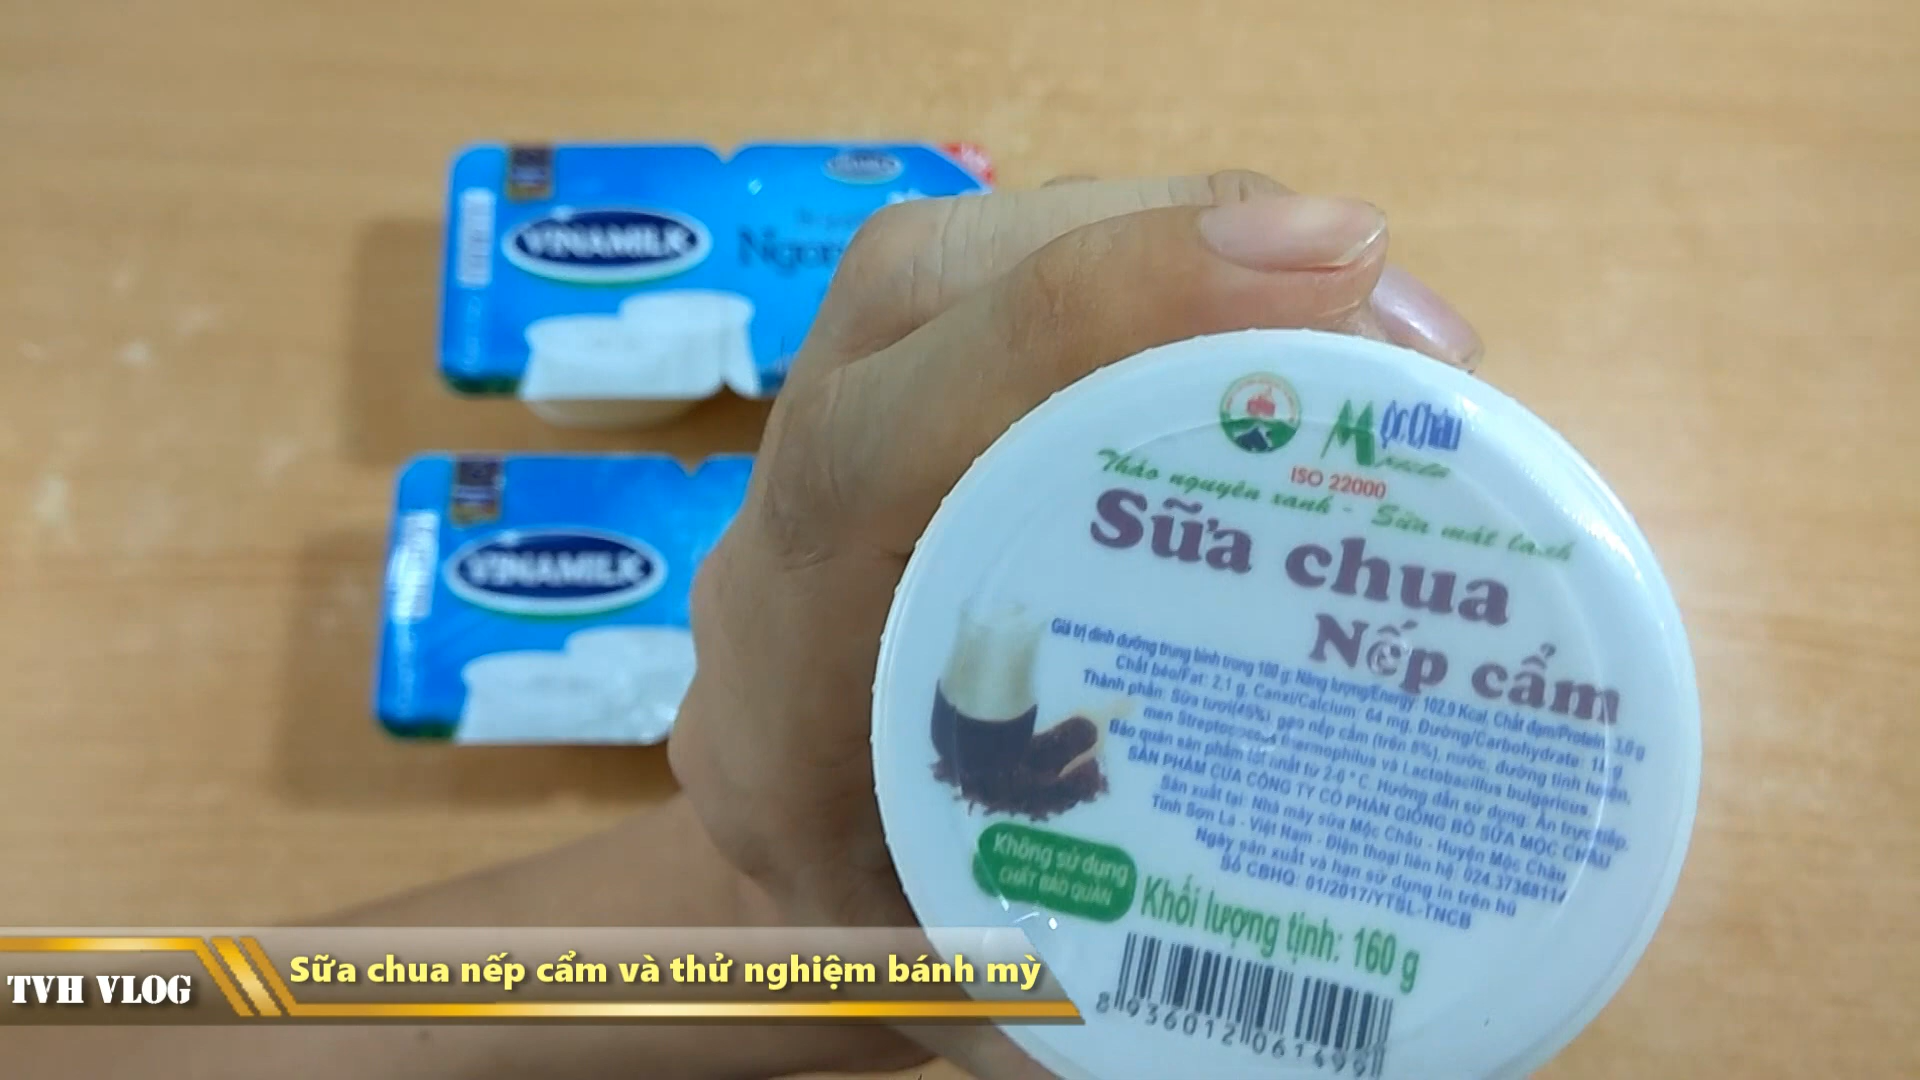 VINAMILK
Ngon
VINAMILK
Mộc Châu
ISO 22000
Thảo nguyên xanh - Sữa mát lành
Sữa chua
Nếp cẩm
Giá trị dinh dưỡng trung bình trong 100 g: Năng lượng/Energy: 102,9 Kcal, Chất đạm/Protein: 3,0 g
Chất béo/Fat: 2,1 g, Canxi/Calcium: 64 mg, Đường/Carbohydrate: 18 g
Thành phần: Sữa tươi(45%), gạo nếp cẩm (trên 8%), nước, đường tinh luyện,
men Streptococcus thermophilus và Lactobacillus bulgaricus
Bảo quản sản phẩm tốt nhất từ 2-6 ° C. Hướng dẫn sử dụng: Ăn trực tiếp.
SẢN PHẨM CỦA CÔNG TY CỔ PHẦN GIỐNG BÒ SỮA MỘC CHÂU
Sản xuất tại: Nhà máy sữa Mộc Châu - Huyện Mộc Châu
Tỉnh Sơn La - Việt Nam - Điện thoại liên hệ: 024.37368114
Ngày sản xuất và hạn sử dụng in trên hũ
Số CBHQ: 01/2017/YTSL-TNCB
Không sử dụng
CHẤT BẢO QUẢN
Khối lượng tịnh: 160 g
8 936012 061499
TVH VLOG
Sữa chua nếp cẩm và thử nghiệm bánh mỳ